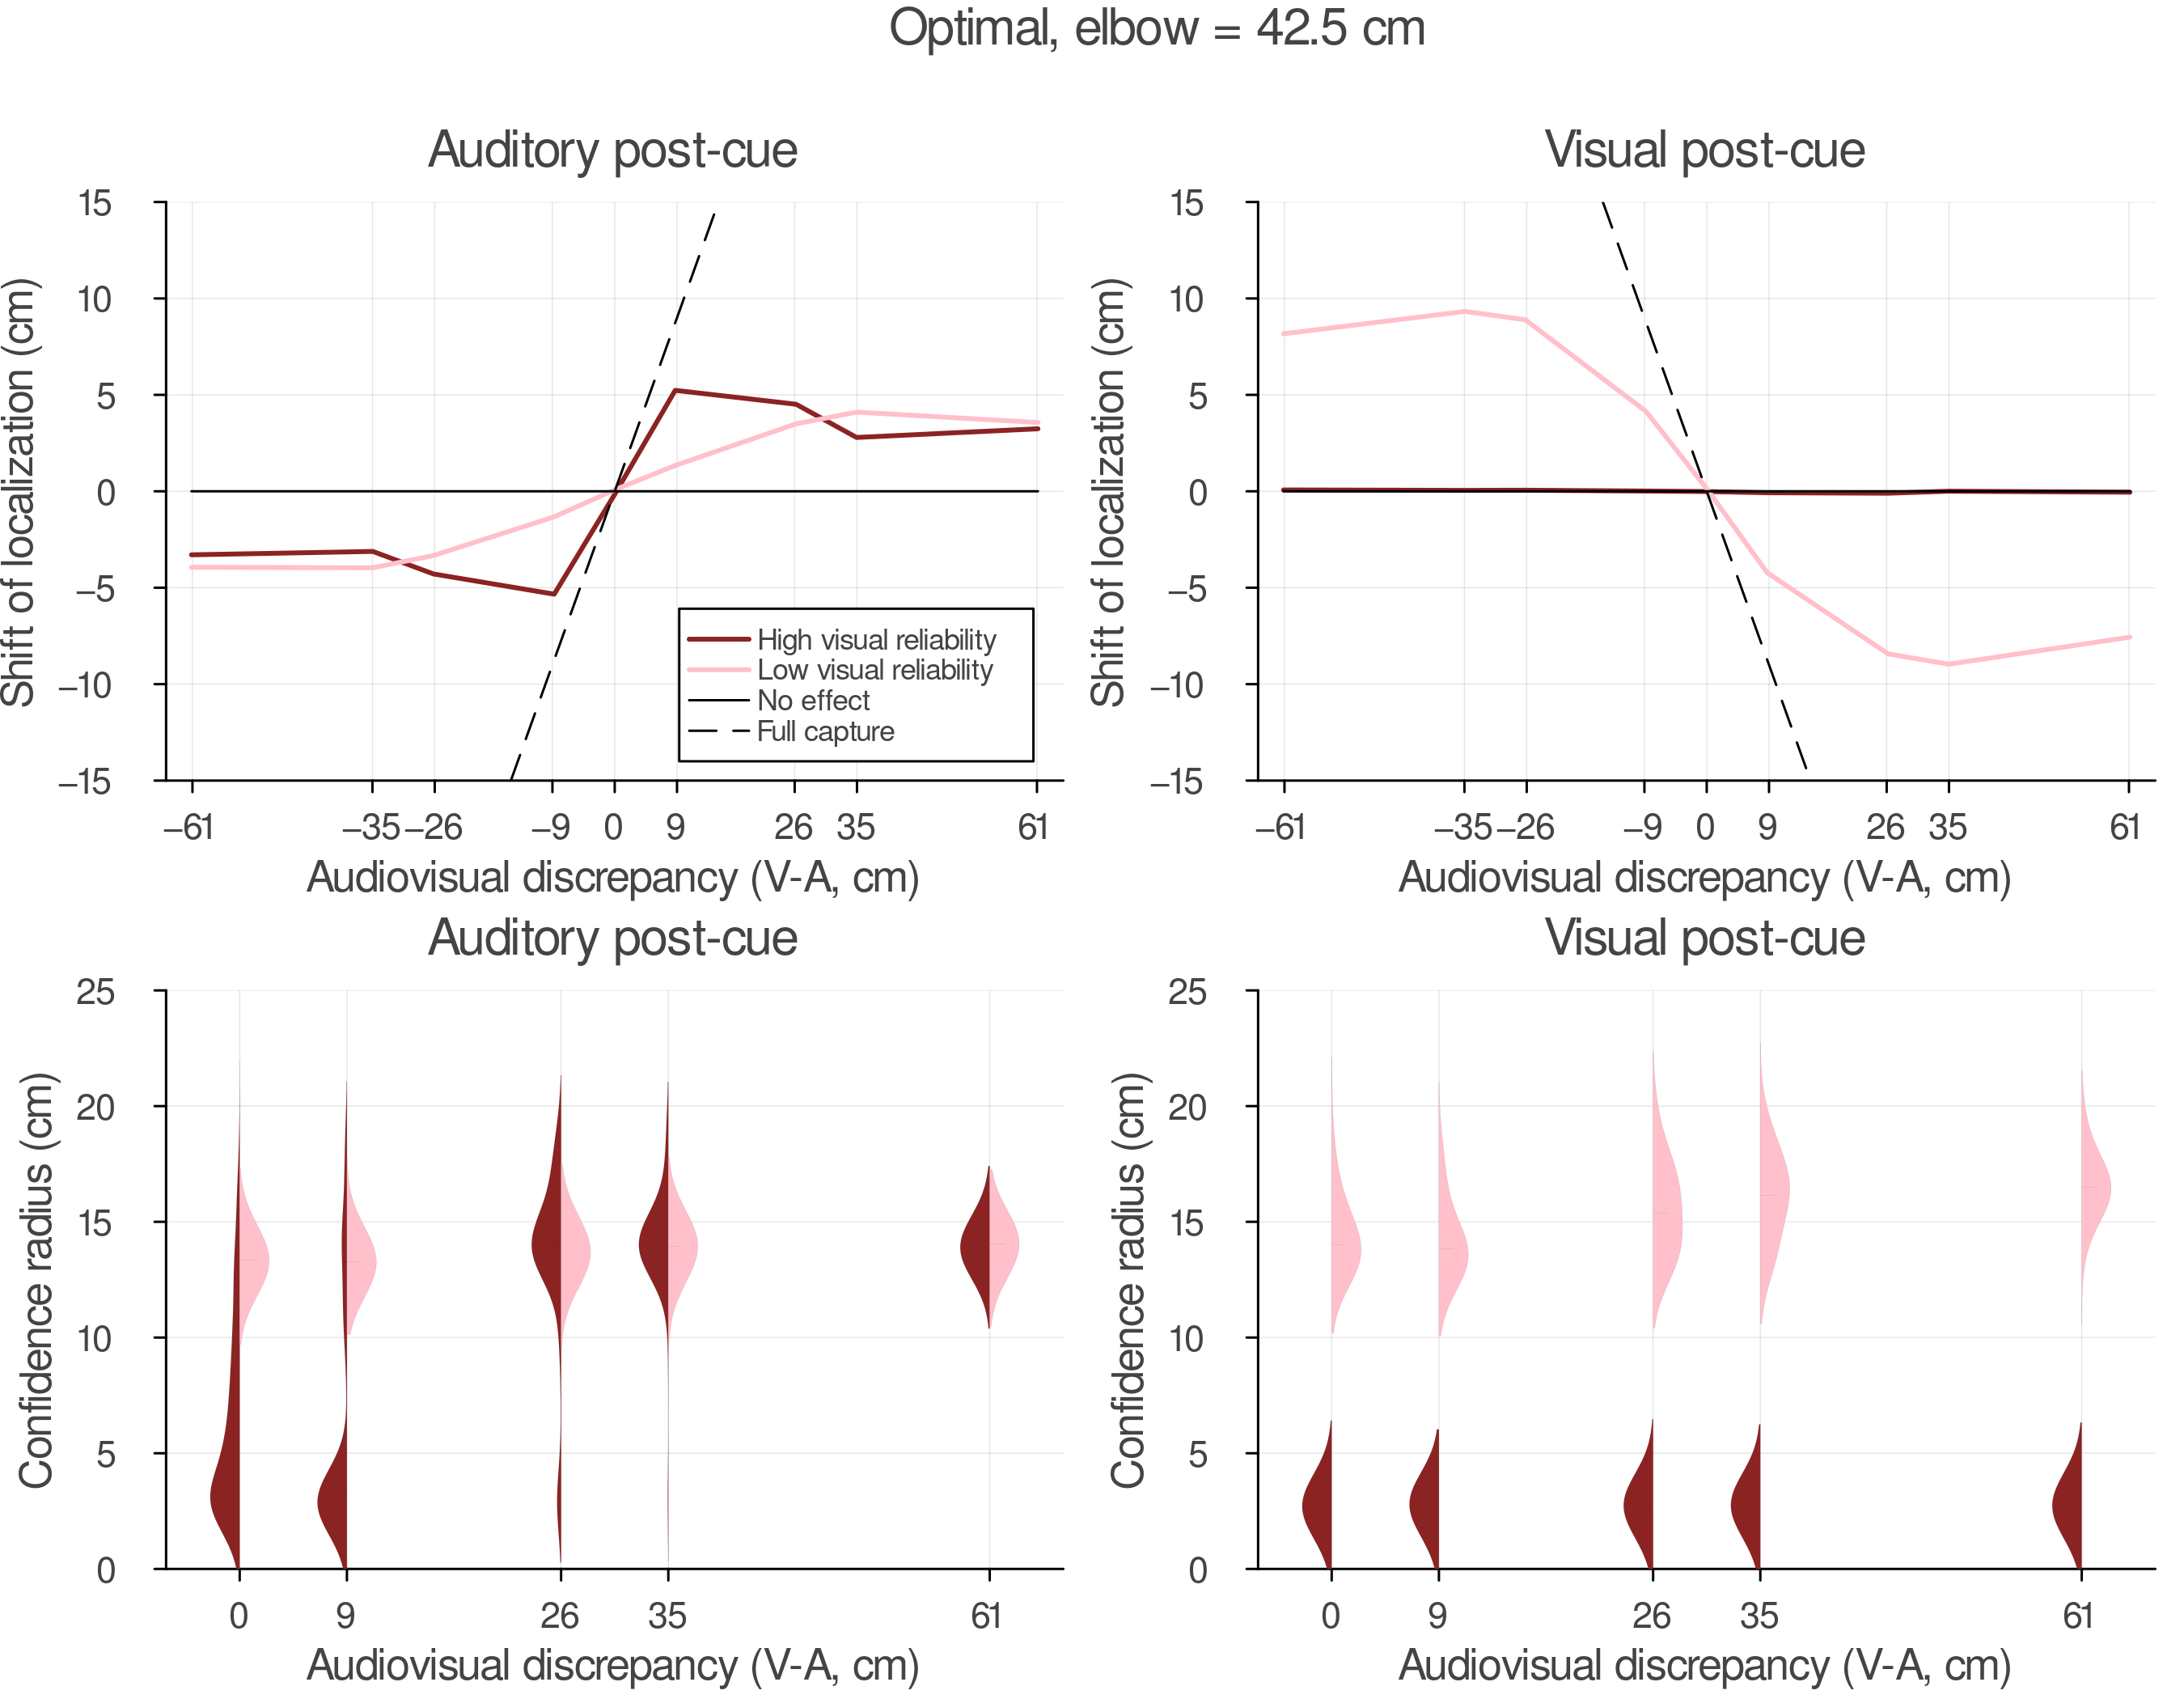 Optimal, elbow = 42.5 cm
Auditory post-cue
Shift of localization (cm)
15
10
5
0
−5
−10
−15
High visual reliability
Low visual reliability
No effect
Full capture
−61 −35 −26 −9 0 9 26 35 61
Audiovisual discrepancy (V-A, cm)
Visual post-cue
Shift of localization (cm)
15
10
5
0
−5
−10
−15
−61 −35 −26 −9 0 9 26 35 61
Audiovisual discrepancy (V-A, cm)
Auditory post-cue
Confidence radius (cm)
25
20
15
10
5
0
0 9 26 35 61
Audiovisual discrepancy (V-A, cm)
Visual post-cue
Confidence radius (cm)
25
20
15
10
5
0
0 9 26 35 61
Audiovisual discrepancy (V-A, cm)